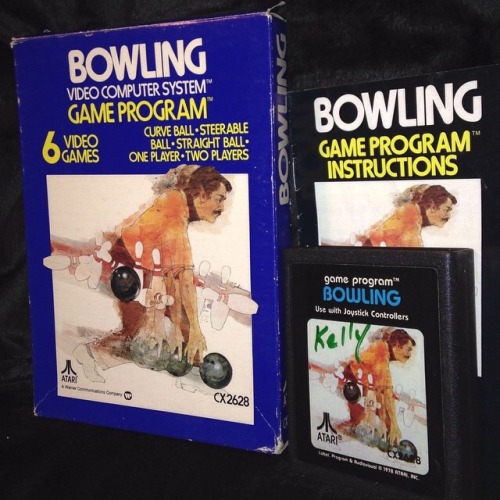 BOWLING
VIDEO COMPUTER SYSTEM™
GAME PROGRAM™
6 VIDEO GAMES
CURVE BALL • STEERABLE
BALL • STRAIGHT BALL •
ONE PLAYER • TWO PLAYERS
ATARI®
A Warner Communications Company
CX2628
BOWLING
BOWLING
GAME PROGRAM™
INSTRUCTIONS
game program™
BOWLING
Use with Joystick Controllers
Kelly
ATARI®
CX2628
Label, Program & Audiovisual © 1978 ATARI, INC.